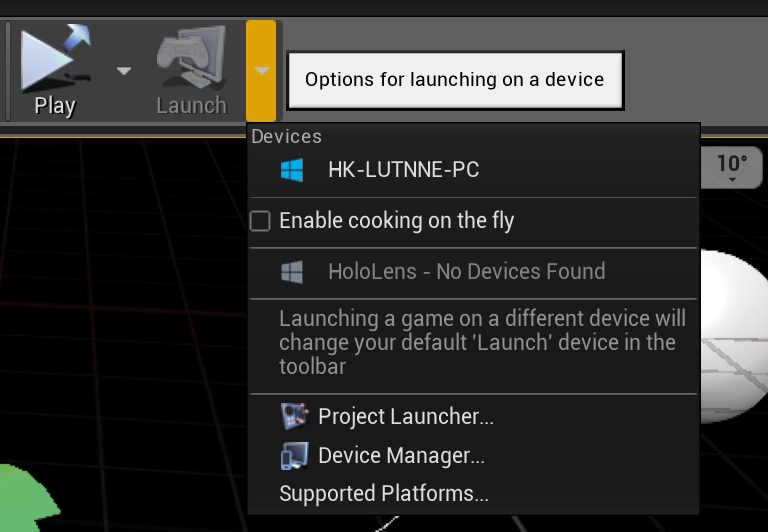 Play
Launch
Options for launching on a device
Devices
HK-LUTNNE-PC
10°
Enable cooking on the fly
HoloLens - No Devices Found
Launching a game on a different device will
change your default 'Launch' device in the
toolbar
Project Launcher...
Device Manager...
Supported Platforms...